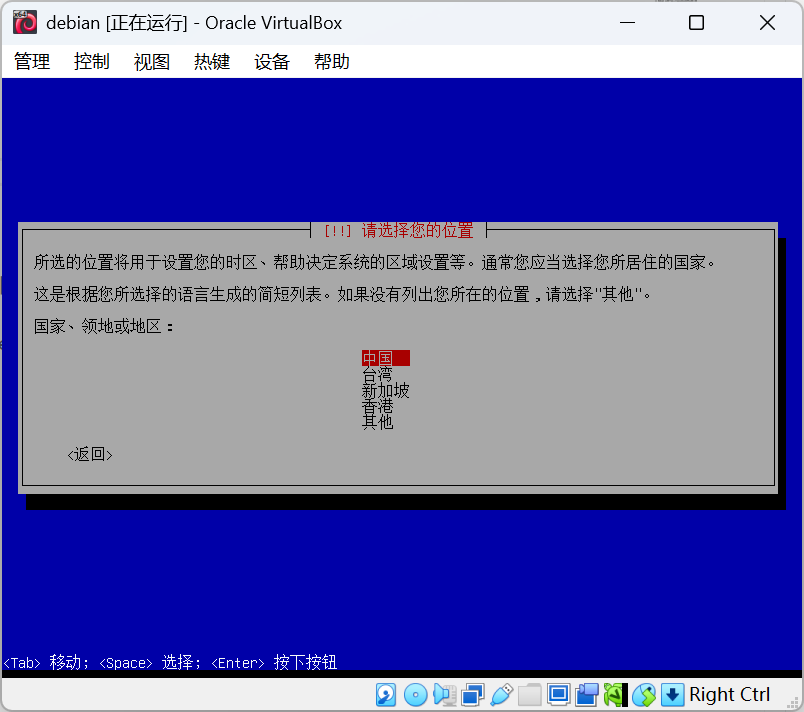 debian [正在运行] - Oracle VirtualBox
管理 控制 视图 热键 设备 帮助
[!!] 请选择您的位置
所选的位置将用于设置您的时区、帮助决定系统的区域设置等。通常您应当选择您所居住的国家。
这是根据您所选择的语言生成的简短列表。如果没有列出您所在的位置，请选择"其他"。
国家、领地或地区：
中国
台湾
新加坡
香港
其他
<返回>
<Tab> 移动; <Space> 选择; <Enter> 按下按钮
Right Ctrl